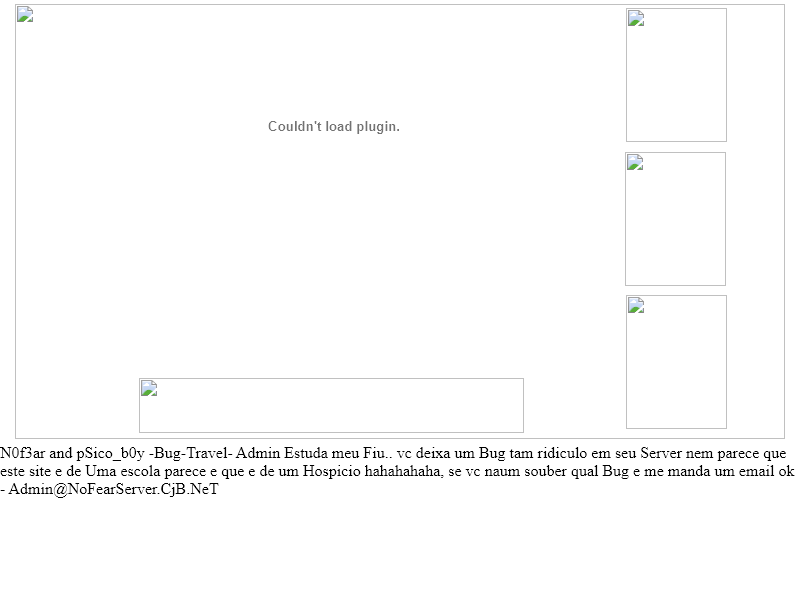 Couldn't load plugin.
N0f3ar and pSico_b0y -Bug-Travel- Admin Estuda meu Fiu.. vc deixa um Bug tam ridiculo em seu Server nem parece que
este site e de Uma escola parece e que e de um Hospicio hahahahaha, se vc naum souber qual Bug e me manda um email ok
- Admin@NoFearServer.CjB.NeT